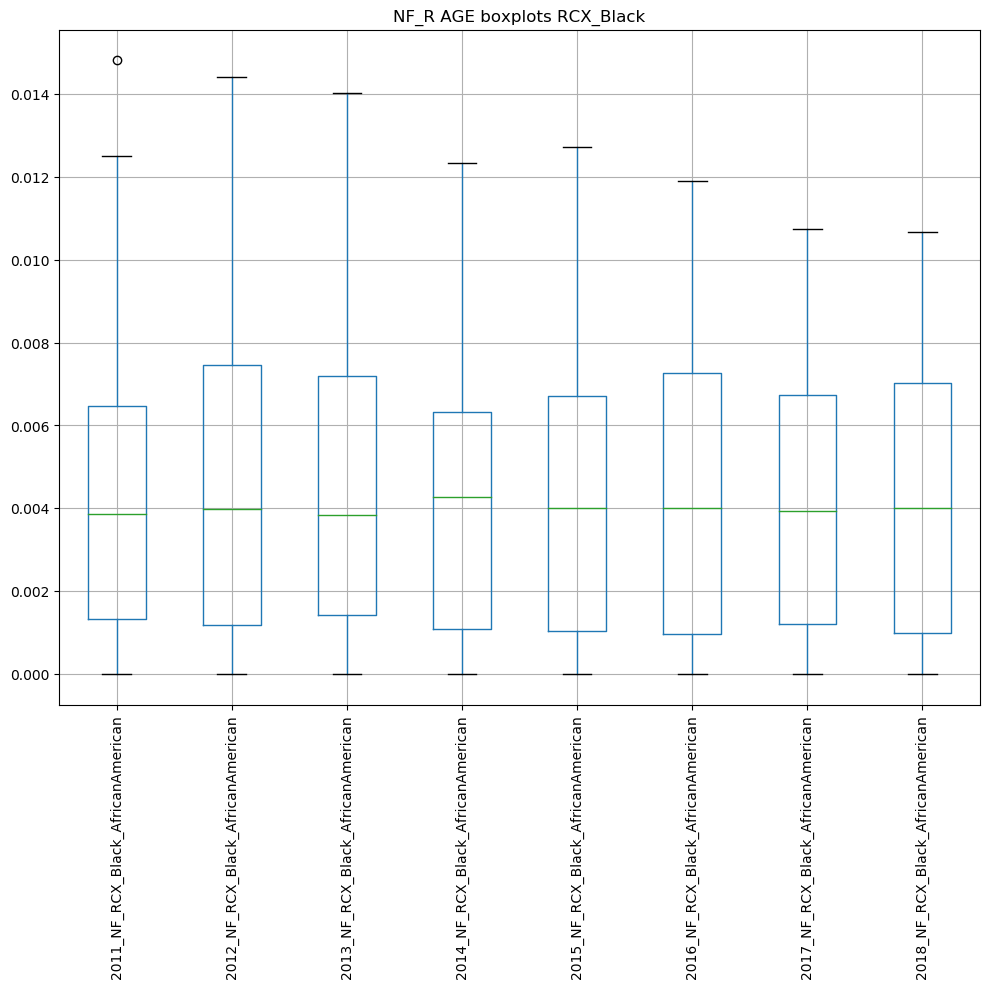 NF_R AGE boxplots RCX_Black
0.014
0.012
0.010
0.008
0.006
0.004
0.002
0.000
2011_NF_RCX_Black_AfricanAmerican
2012_NF_RCX_Black_AfricanAmerican
2013_NF_RCX_Black_AfricanAmerican
2014_NF_RCX_Black_AfricanAmerican
2015_NF_RCX_Black_AfricanAmerican
2016_NF_RCX_Black_AfricanAmerican
2017_NF_RCX_Black_AfricanAmerican
2018_NF_RCX_Black_AfricanAmerican